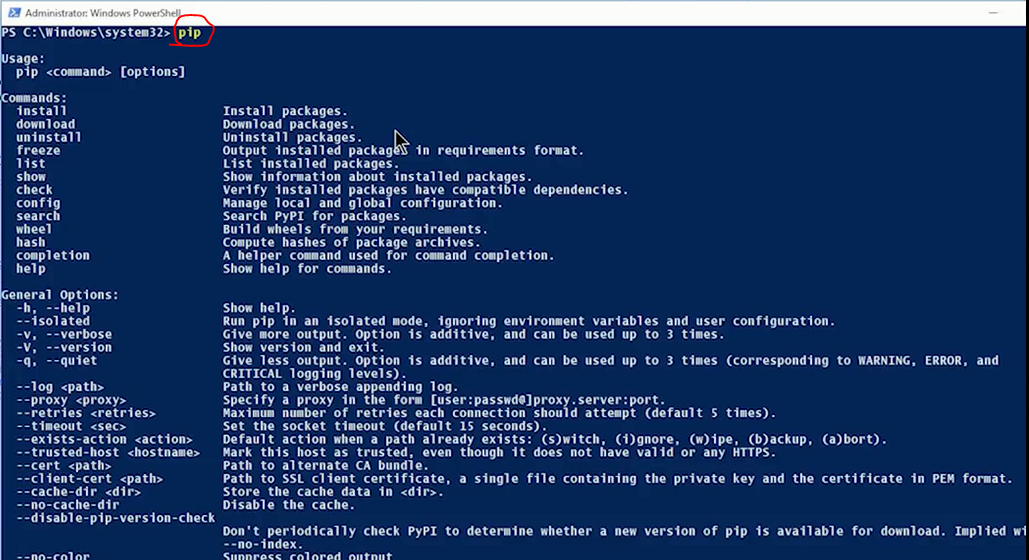 Administrator: Windows PowerShell
PS C:\Windows\system32> pip
Usage:
pip <command> [options]
Commands:
install Install packages.
download Download packages.
uninstall Uninstall packages.
freeze Output installed packages in requirements format.
list List installed packages.
show Show information about installed packages.
check Verify installed packages have compatible dependencies.
config Manage local and global configuration.
search Search PyPI for packages.
wheel Build wheels from your requirements.
hash Compute hashes of package archives.
completion A helper command used for command completion.
help Show help for commands.
General Options:
-h, --help Show help.
--isolated Run pip in an isolated mode, ignoring environment variables and user configuration.
-v, --verbose Give more output. Option is additive, and can be used up to 3 times.
-V, --version Show version and exit.
-q, --quiet Give less output. Option is additive, and can be used up to 3 times (corresponding to WARNING, ERROR, and
CRITICAL logging levels).
--log <path> Path to a verbose appending log.
--proxy <proxy> Specify a proxy in the form [user:passwd@]proxy.server:port.
--retries <retries> Maximum number of retries each connection should attempt (default 5 times).
--timeout <sec> Set the socket timeout (default 15 seconds).
--exists-action <action> Default action when a path already exists: (s)witch, (i)gnore, (w)ipe, (b)ackup, (a)bort).
--trusted-host <hostname> Mark this host as trusted, even though it does not have valid or any HTTPS.
--cert <path> Path to alternate CA bundle.
--client-cert <path> Path to SSL client certificate, a single file containing the private key and the certificate in PEM format.
--cache-dir <dir> Store the cache data in <dir>.
--no-cache-dir Disable the cache.
--disable-pip-version-check
Don't periodically check PyPI to determine whether a new version of pip is available for download. Implied wi
--no-index.
--no-color Suppress colored output